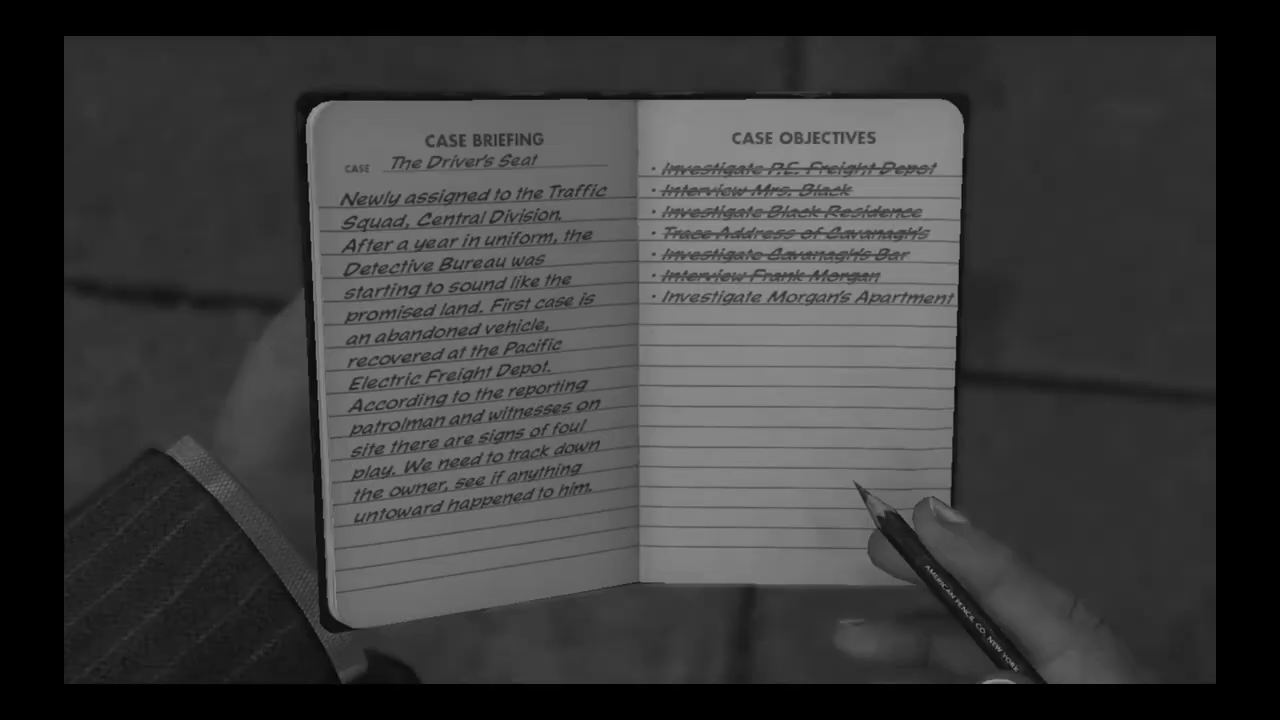 CASE BRIEFING
CASE The Driver's Seat
Newly assigned to the Traffic
Squad, Central Division.
After a year in uniform, the
Detective Bureau was
starting to sound like the
promised land. First case is
an abandoned vehicle,
recovered at the Pacific
Electric Freight Depot.
According to the reporting
patrolman and witnesses on
site there are signs of foul
play. We need to track down
the owner, see if anything
untoward happened to him.
CASE OBJECTIVES
• Investigate P.E. Freight Depot
• Interview Mrs. Black
• Investigate Black Residence
• Trace Address of Cavanagh's
• Investigate Cavanagh's Bar
• Interview Frank Morgan
• Investigate Morgan's Apartment
AMERICAN PENCIL CO. NEW YORK